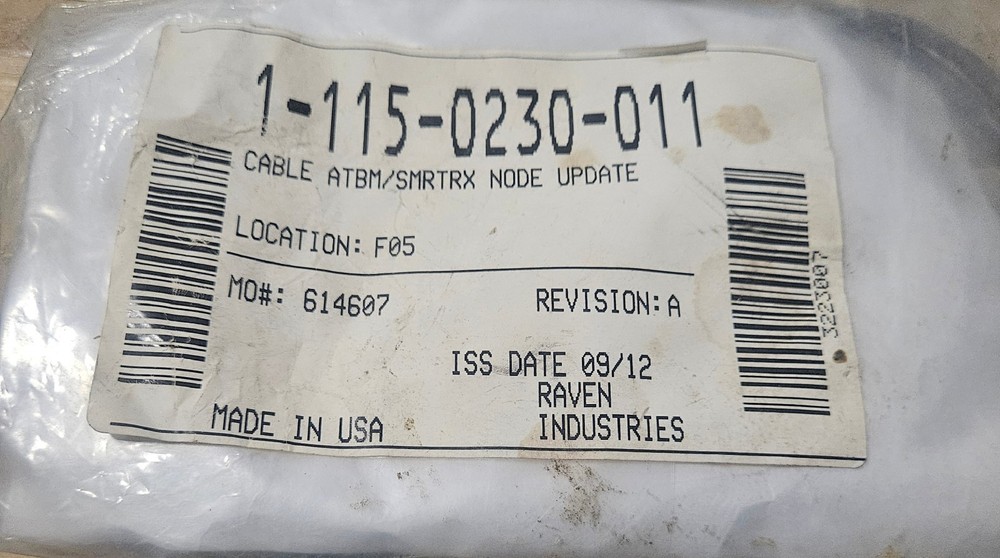 1-115-0230-011
CABLE ATBM/SMRTRX NODE UPDATE
LOCATION: F05
MO#: 614607
REVISION: A
ISS DATE 09/12
RAVEN
INDUSTRIES
MADE IN USA
3223007